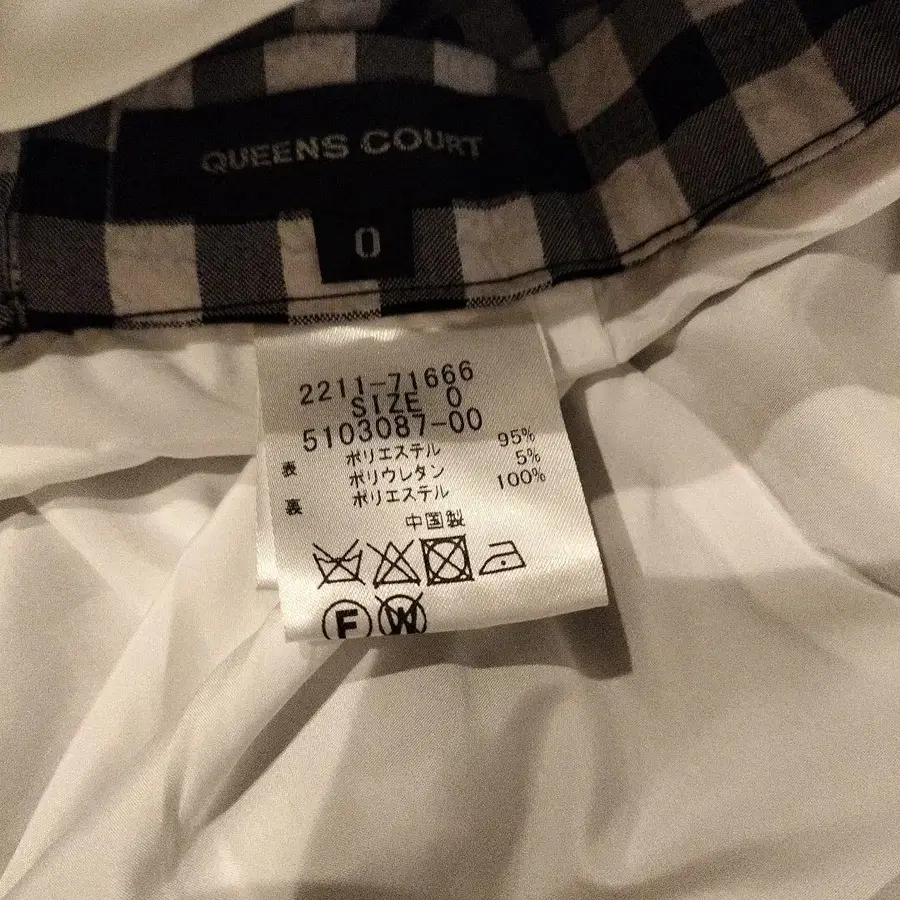 QUEENS COURT
0
2211-71666
SIZE 0
5103087-00
表 ポリエステル 95%
ポリウレタン 5%
裏 ポリエステル 100%
中国製
F W